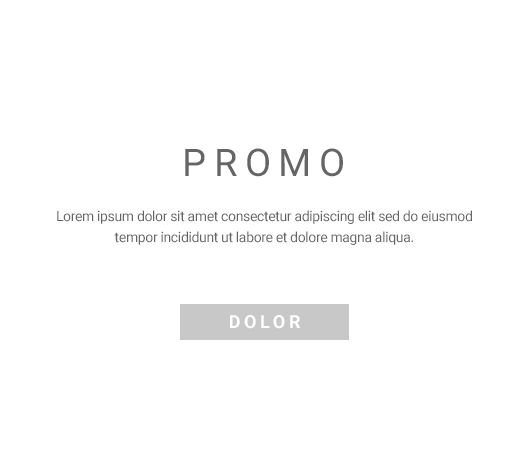 PROMO
Lorem ipsum dolor sit amet consectetur adipiscing elit sed do eiusmod
tempor incididunt ut labore et dolore magna aliqua.
DOLOR